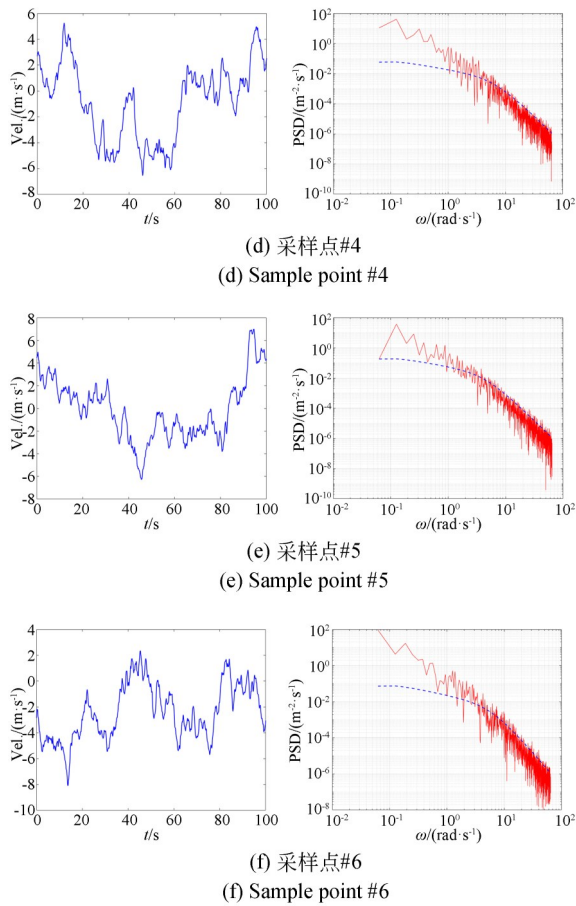 Vel./(m·s⁻¹)
6
4
2
0
-2
-4
-6
-8
0 20 40 60 80 100
t/s
PSD/(m⁻²·s⁻¹)
10²
10⁰
10⁻²
10⁻⁴
10⁻⁶
10⁻⁸
10⁻¹⁰
10⁻² 10⁻¹ 10⁰ 10¹ 10²
ω/(rad·s⁻¹)
(d) 采样点#4
(d) Sample point #4
Vel./(m·s⁻¹)
8
6
4
2
0
-2
-4
-6
-8
0 20 40 60 80 100
t/s
PSD/(m⁻²·s⁻¹)
10²
10⁰
10⁻²
10⁻⁴
10⁻⁶
10⁻⁸
10⁻¹⁰
10⁻² 10⁻¹ 10⁰ 10¹ 10²
ω/(rad·s⁻¹)
(e) 采样点#5
(e) Sample point #5
Vel./(m·s⁻¹)
4
2
0
-2
-4
-6
-8
-10
0 20 40 60 80 100
t/s
PSD/(m⁻²·s⁻¹)
10²
10⁰
10⁻²
10⁻⁴
10⁻⁶
10⁻⁸
10⁻² 10⁻¹ 10⁰ 10¹ 10²
ω/(rad·s⁻¹)
(f) 采样点#6
(f) Sample point #6